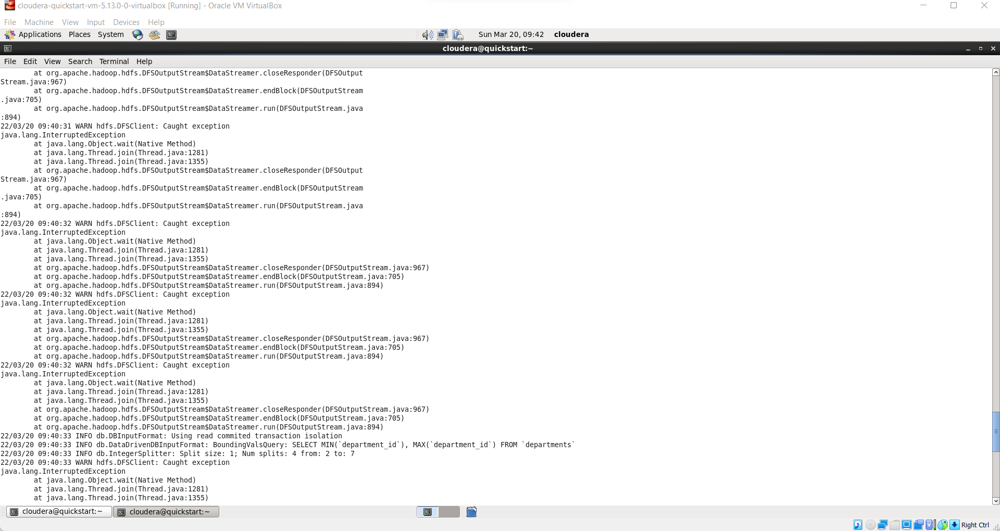 cloudera-quickstart-vm-5.13.0-0-virtualbox [Running] - Oracle VM VirtualBox
File Machine View Input Devices Help
Applications Places System Sun Mar 20, 09:42 cloudera
cloudera@quickstart:~
File Edit View Search Terminal Help
at org.apache.hadoop.hdfs.DFSOutputStream$DataStreamer.closeResponder(DFSOutput
Stream.java:967)
at org.apache.hadoop.hdfs.DFSOutputStream$DataStreamer.endBlock(DFSOutputStream
.java:705)
at org.apache.hadoop.hdfs.DFSOutputStream$DataStreamer.run(DFSOutputStream.java
:894)
22/03/20 09:40:31 WARN hdfs.DFSClient: Caught exception
java.lang.InterruptedException
at java.lang.Object.wait(Native Method)
at java.lang.Thread.join(Thread.java:1281)
at java.lang.Thread.join(Thread.java:1355)
at org.apache.hadoop.hdfs.DFSOutputStream$DataStreamer.closeResponder(DFSOutput
Stream.java:967)
at org.apache.hadoop.hdfs.DFSOutputStream$DataStreamer.endBlock(DFSOutputStream
.java:705)
at org.apache.hadoop.hdfs.DFSOutputStream$DataStreamer.run(DFSOutputStream.java
:894)
22/03/20 09:40:32 WARN hdfs.DFSClient: Caught exception
java.lang.InterruptedException
at java.lang.Object.wait(Native Method)
at java.lang.Thread.join(Thread.java:1281)
at java.lang.Thread.join(Thread.java:1355)
at org.apache.hadoop.hdfs.DFSOutputStream$DataStreamer.closeResponder(DFSOutputStream.java:967)
at org.apache.hadoop.hdfs.DFSOutputStream$DataStreamer.endBlock(DFSOutputStream.java:705)
at org.apache.hadoop.hdfs.DFSOutputStream$DataStreamer.run(DFSOutputStream.java:894)
22/03/20 09:40:32 WARN hdfs.DFSClient: Caught exception
java.lang.InterruptedException
at java.lang.Object.wait(Native Method)
at java.lang.Thread.join(Thread.java:1281)
at java.lang.Thread.join(Thread.java:1355)
at org.apache.hadoop.hdfs.DFSOutputStream$DataStreamer.closeResponder(DFSOutputStream.java:967)
at org.apache.hadoop.hdfs.DFSOutputStream$DataStreamer.endBlock(DFSOutputStream.java:705)
at org.apache.hadoop.hdfs.DFSOutputStream$DataStreamer.run(DFSOutputStream.java:894)
22/03/20 09:40:32 WARN hdfs.DFSClient: Caught exception
java.lang.InterruptedException
at java.lang.Object.wait(Native Method)
at java.lang.Thread.join(Thread.java:1281)
at java.lang.Thread.join(Thread.java:1355)
at org.apache.hadoop.hdfs.DFSOutputStream$DataStreamer.closeResponder(DFSOutputStream.java:967)
at org.apache.hadoop.hdfs.DFSOutputStream$DataStreamer.endBlock(DFSOutputStream.java:705)
at org.apache.hadoop.hdfs.DFSOutputStream$DataStreamer.run(DFSOutputStream.java:894)
22/03/20 09:40:33 INFO db.DBInputFormat: Using read commited transaction isolation
22/03/20 09:40:33 INFO db.DataDrivenDBInputFormat: BoundingValsQuery: SELECT MIN(`department_id`), MAX(`department_id`) FROM `departments`
22/03/20 09:40:33 INFO db.IntegerSplitter: Split size: 1; Num splits: 4 from: 2 to: 7
22/03/20 09:40:33 WARN hdfs.DFSClient: Caught exception
java.lang.InterruptedException
at java.lang.Object.wait(Native Method)
at java.lang.Thread.join(Thread.java:1281)
at java.lang.Thread.join(Thread.java:1355)
cloudera@quickstart:~ cloudera@quickstart:~
Right Ctrl